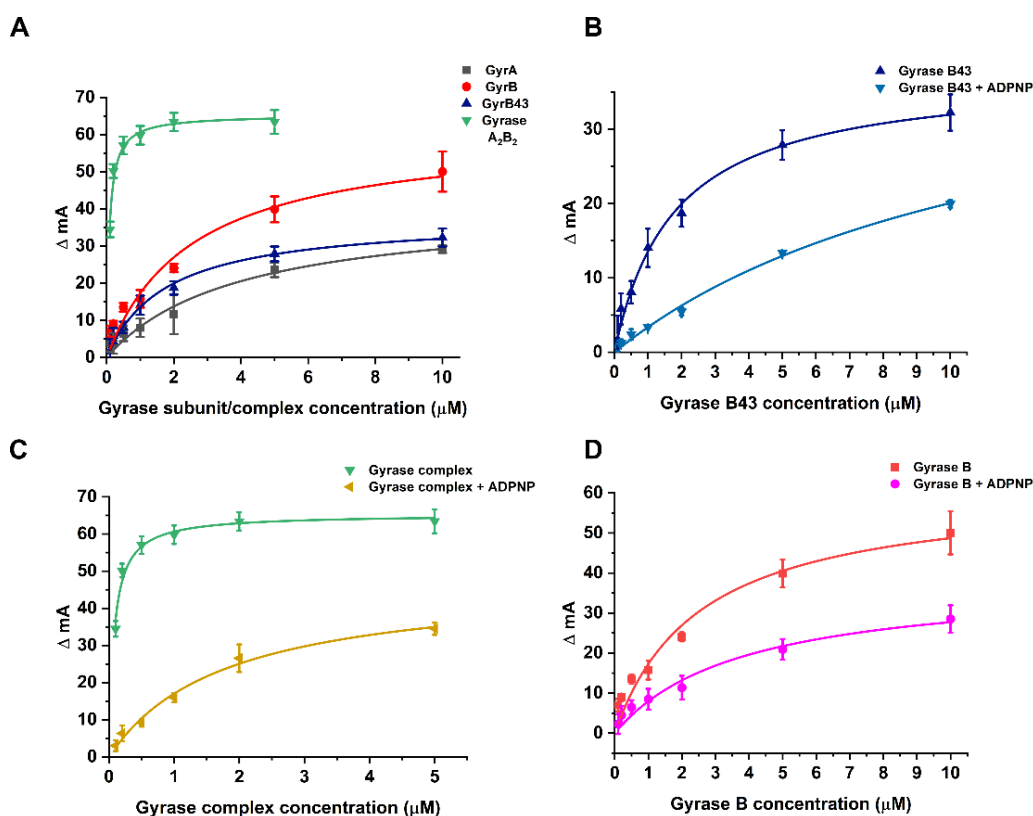 A
GyrA
GyrB
GyrB43
Gyrase
A₂B₂
Δ mA
70
60
50
40
30
20
10
0
0 2 4 6 8 10
Gyrase subunit/complex concentration (μM)
B
Gyrase B43
Gyrase B43 + ADPNP
Δ mA
30
20
10
0
0 1 2 3 4 5 6 7 8 9 10
Gyrase B43 concentration (μM)
C
Gyrase complex
Gyrase complex + ADPNP
Δ mA
70
60
50
40
30
20
10
0
0 1 2 3 4 5
Gyrase complex concentration (μM)
D
Gyrase B
Gyrase B + ADPNP
Δ mA
60
50
40
30
20
10
0
0 1 2 3 4 5 6 7 8 9 10
Gyrase B concentration (μM)